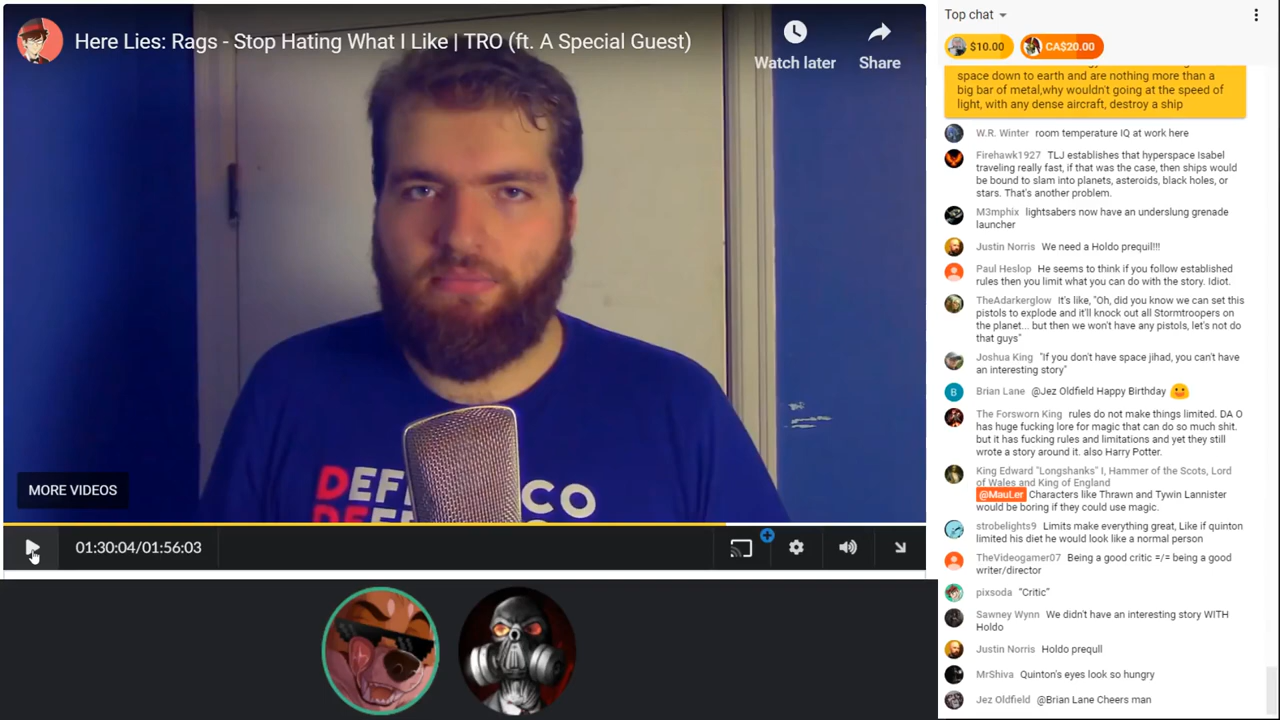 Here Lies: Rags - Stop Hating What I Like | TRO (ft. A Special Guest)
Watch later
Share
MORE VIDEOS
01:30:04/01:56:03
Top chat
$10.00
CA$20.00
space down to earth and are nothing more than a
big bar of metal,why wouldn't going at the speed of
light, with any dense aircraft, destroy a ship
W.R. Winter room temperature IQ at work here
Firehawk1927 TLJ establishes that hyperspace Isabel
traveling really fast, if that was the case, then ships would
be bound to slam into planets, asteroids, black holes, or
stars. That's another problem.
M3mphix lightsabers now have an underslung grenade
launcher
Justin Norris We need a Holdo prequil!!!
Paul Heslop He seems to think if you follow established
rules then you limit what you can do with the story. Idiot.
TheAdarkerglow It's like, "Oh, did you know we can set this
pistols to explode and it'll knock out all Stormtroopers on
the planet... but then we won't have any pistols, let's not do
that guys"
Joshua King "If you don't have space jihad, you can't have
an interesting story"
Brian Lane @Jez Oldfield Happy Birthday
The Forsworn King rules do not make things limited. DA O
has huge fucking lore for magic that can do so much shit.
but it has fucking rules and limitations and yet they still
wrote a story around it. also Harry Potter.
King Edward "Longshanks" I, Hammer of the Scots, Lord
of Wales and King of England
@MauLer Characters like Thrawn and Tywin Lannister
would be boring if they could use magic.
strobelights9 Limits make everything great, Like if quinton
limited his diet he would look like a normal person
TheVideogamer07 Being a good critic =/= being a good
writer/director
pixsoda "Critic"
Sawney Wynn We didn't have an interesting story WITH
Holdo
Justin Norris Holdo prequll
MrShiva Quinton's eyes look so hungry
Jez Oldfield @Brian Lane Cheers man